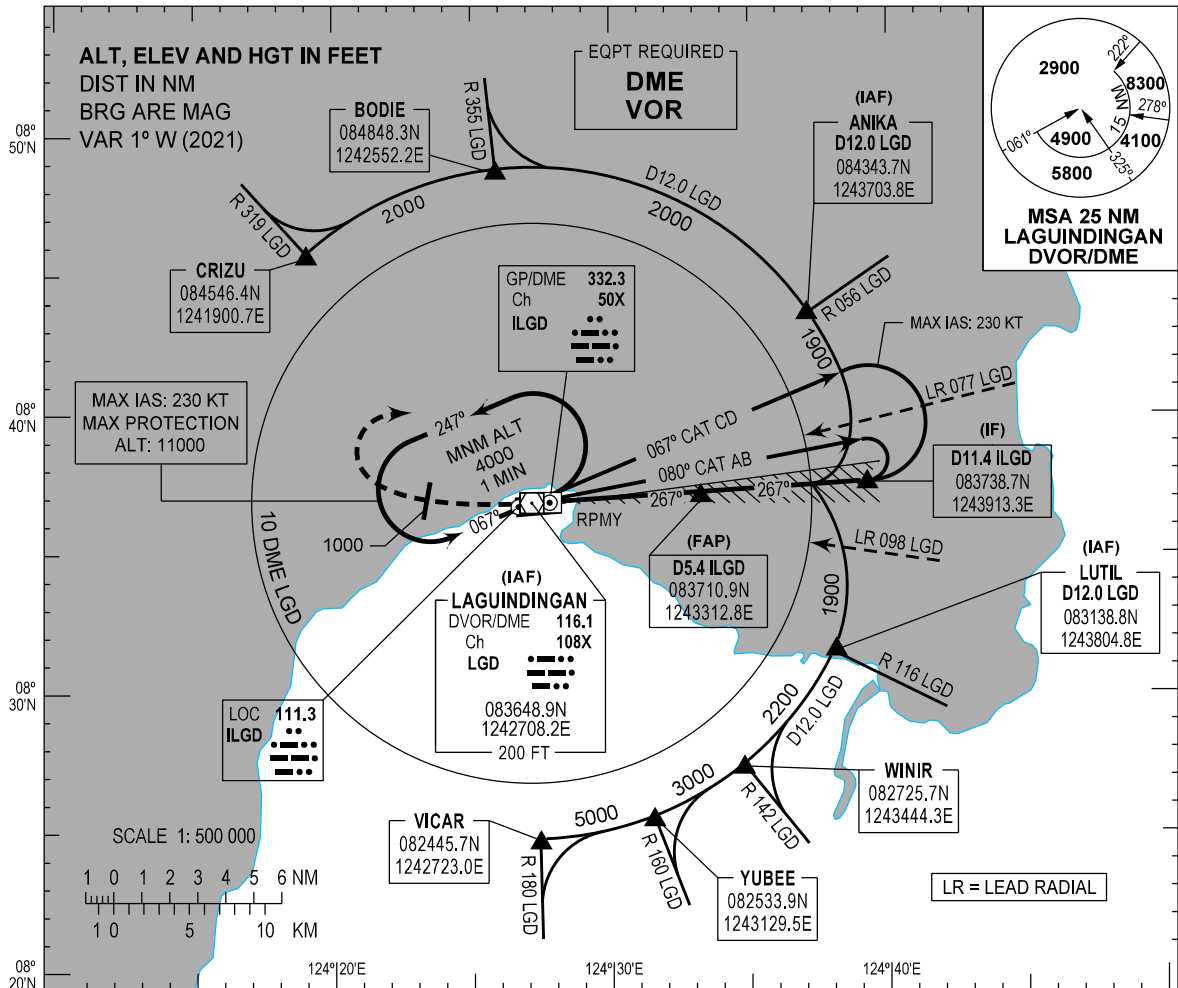 ALT, ELEV AND HGT IN FEET
DIST IN NM
BRG ARE MAG
VAR 1º W (2021)
EQPT REQUIRED
DME
VOR
2900
222º
8300
278º
15 NM
4100
061º
4900
325º
5800
MSA 25 NM
LAGUINDINGAN
DVOR/DME
08º
50'N
BODIE
084848.3N
1242552.2E
R 355 LGD
(IAF)
ANIKA
D12.0 LGD
084343.7N
1243703.8E
D12.0 LGD
2000
2000
R 319 LGD
CRIZU
084546.4N
1241900.7E
GP/DME 332.3
Ch 50X
ILGD
R 056 LGD
1900
MAX IAS: 230 KT
LR 077 LGD
MAX IAS: 230 KT
MAX PROTECTION
ALT: 11000
08º
40'N
247º
MNM ALT
4000
1 MIN
067º CAT CD
080º CAT AB
267º
267º
(IF)
D11.4 ILGD
083738.7N
1243913.3E
067º
RPMY
1000
10 DME LGD
(FAP)
D5.4 ILGD
083710.9N
1243312.8E
LR 098 LGD
1900
(IAF)
LUTIL
D12.0 LGD
083138.8N
1243804.8E
(IAF)
LAGUINDINGAN
DVOR/DME 116.1
Ch 108X
LGD
083648.9N
1242708.2E
200 FT
08º
30'N
R 116 LGD
LOC 111.3
ILGD
2200
D12.0 LGD
WINIR
082725.7N
1243444.3E
3000
R 142 LGD
5000
VICAR
082445.7N
1242723.0E
R 180 LGD
R 160 LGD
YUBEE
082533.9N
1243129.5E
SCALE 1: 500 000
1 0 1 2 3 4 5 6 NM
1 0 5 10 KM
LR = LEAD RADIAL
08º
20'N
124º20'E
124º30'E
124º40'E